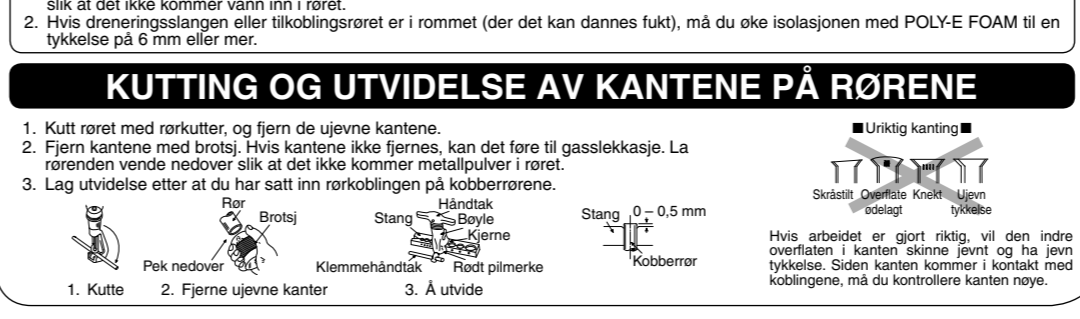 slik at det ikke kommer vann inn i røret.
2. Hvis dreneringsslangen eller tilkoblingsrøret er i rommet (der det kan dannes fukt), må du øke isolasjonen med POLY-E FOAM til en
tykkelse på 6 mm eller mer.
KUTTING OG UTVIDELSE AV KANTENE PÅ RØRENE
1. Kutt røret med rørkutter, og fjern de ujevne kantene.
2. Fjern kantene med brotsj. Hvis kantene ikke fjernes, kan det føre til gasslekkasje. La
rørenden vende nedover slik at det ikke kommer metallpulver i røret.
3. Lag utvidelse etter at du har satt inn rørkoblingen på kobberrørene.
Rør
Brotsj
Pek nedover
Håndtak
Stang
Bøyle
Kjerne
Klemmehåndtak
Rødt pilmerke
Stang
0 – 0,5 mm
Kobberrør
1. Kutte
2. Fjerne ujevne kanter
3. Å utvide
■Uriktig kanting■
Skråstilt
Overflate
ødelagt
Knekt
Ujevn
tykkelse
Hvis arbeidet er gjort riktig, vil den indre
overflaten i kanten skinne jevnt og ha jevn
tykkelse. Siden kanten kommer i kontakt med
koblingene, må du kontrollere kanten nøye.